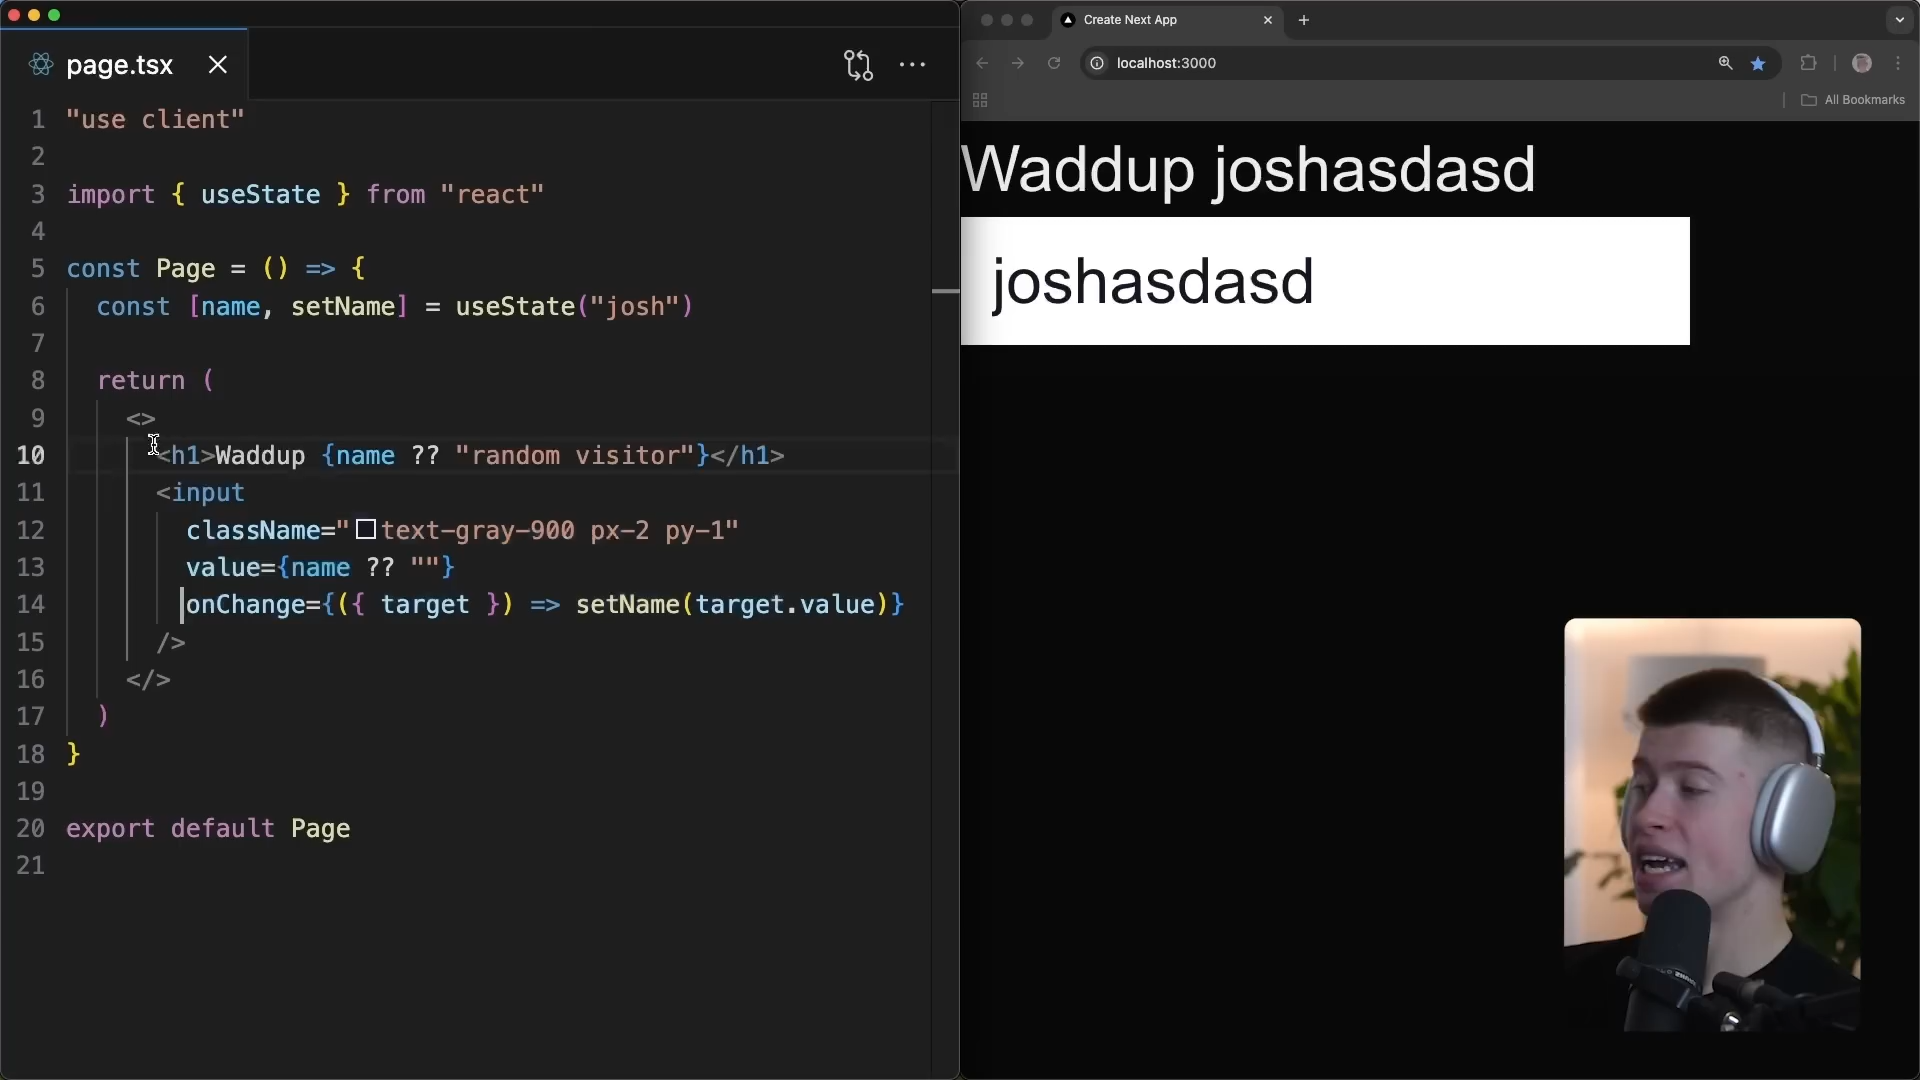 page.tsx
1 "use client"
2
3 import { useState } from "react"
4
5 const Page = () => {
6 const [name, setName] = useState("josh")
7
8 return (
9 <>
10 <h1>Waddup {name ?? "random visitor"}</h1>
11 <input
12 className="text-gray-900 px-2 py-1"
13 value={name ?? ""}
14 onChange={({ target }) => setName(target.value)}
15 />
16 </>
17 )
18 }
19
20 export default Page
21
Create Next App
localhost:3000
All Bookmarks
Waddup joshasdasd
joshasdasd